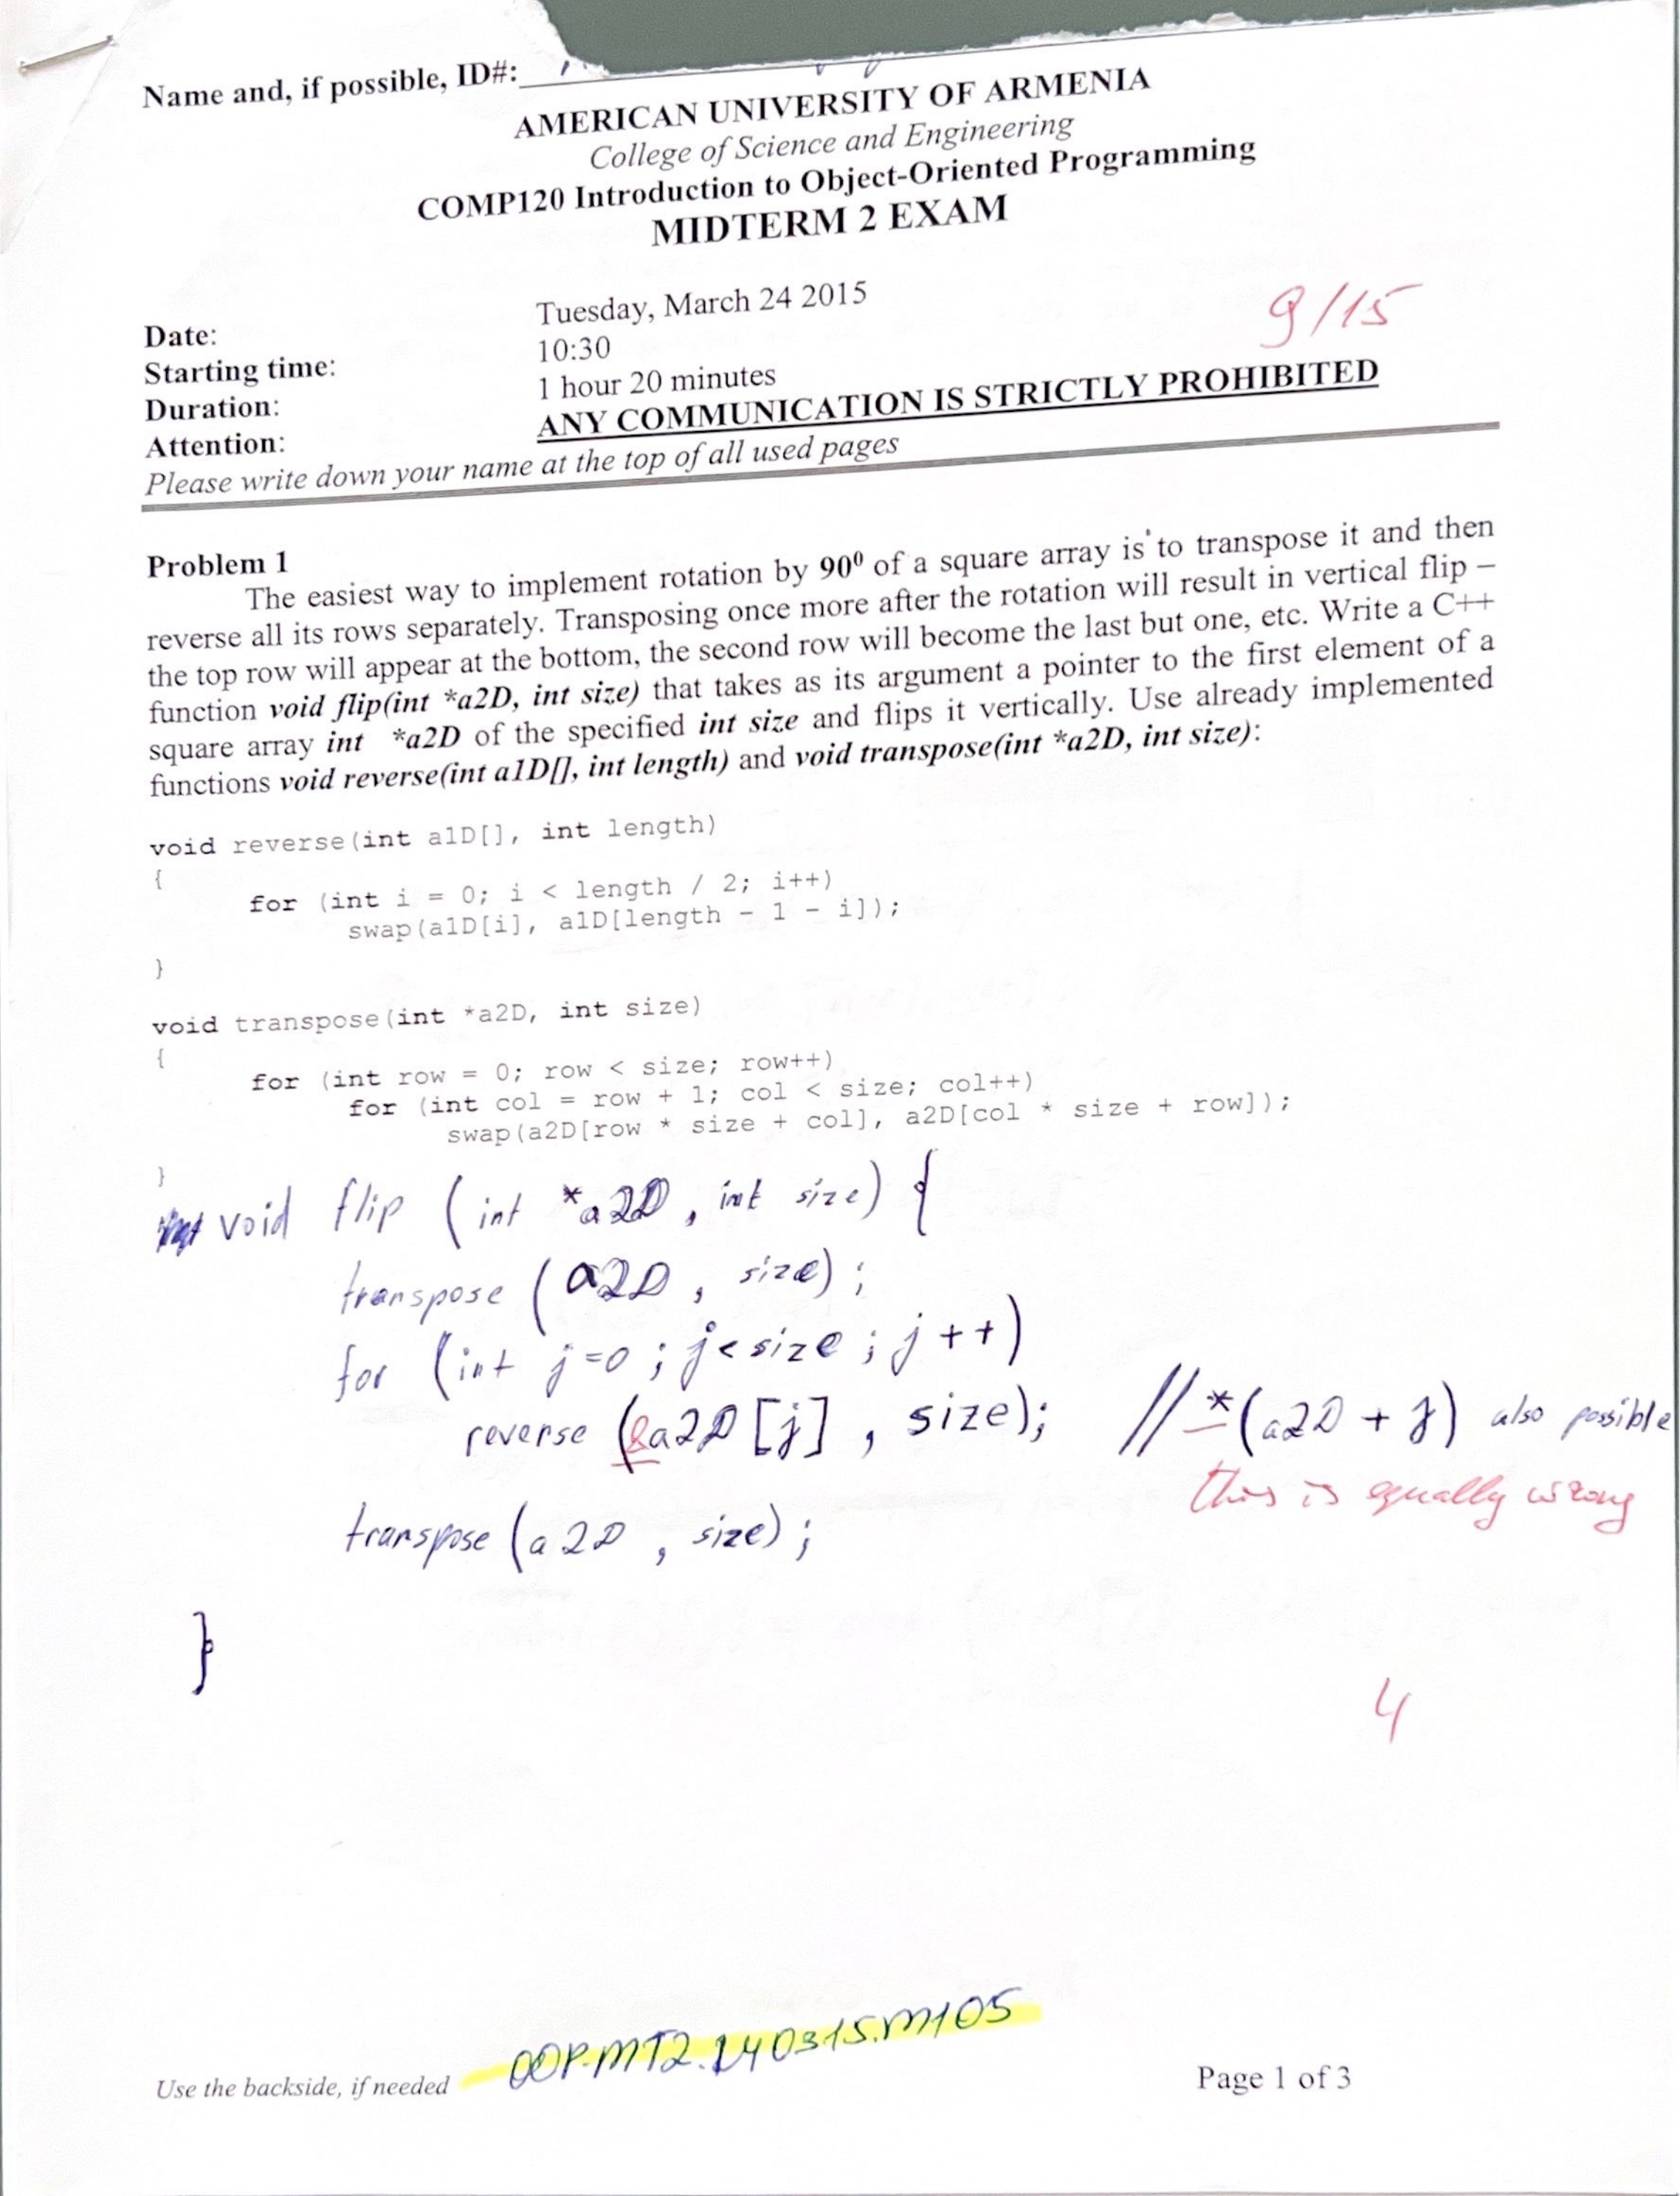 Name and, if possible, ID#:
AMERICAN UNIVERSITY OF ARMENIA
College of Science and Engineering
COMP120 Introduction to Object-Oriented Programming
MIDTERM 2 EXAM
9/15
Date: Tuesday, March 24 2015
Starting time: 10:30
Duration: 1 hour 20 minutes
Attention: ANY COMMUNICATION IS STRICTLY PROHIBITED
Please write down your name at the top of all used pages
Problem 1
The easiest way to implement rotation by 90⁰ of a square array is to transpose it and then
reverse all its rows separately. Transposing once more after the rotation will result in vertical flip –
the top row will appear at the bottom, the second row will become the last but one, etc. Write a C++
function void flip(int *a2D, int size) that takes as its argument a pointer to the first element of a
square array int *a2D of the specified int size and flips it vertically. Use already implemented
functions void reverse(int a1D[], int length) and void transpose(int *a2D, int size):
void reverse(int a1D[], int length)
{
for (int i = 0; i < length / 2; i++)
swap(a1D[i], a1D[length - 1 - i]);
}
void transpose(int *a2D, int size)
{
for (int row = 0; row < size; row++)
for (int col = row + 1; col < size; col++)
swap(a2D[row * size + col], a2D[col * size + row]);
}
void flip (int *a2D, int size) {
transpose (a2D, size);
for (int j=0; j<size; j++)
reverse (&a2D[j], size); // *(a2D + j) also possible
this is equally wrong
transpose (a2D, size);
}
4
OOP.MT2.240315.M105
Use the backside, if needed
Page 1 of 3